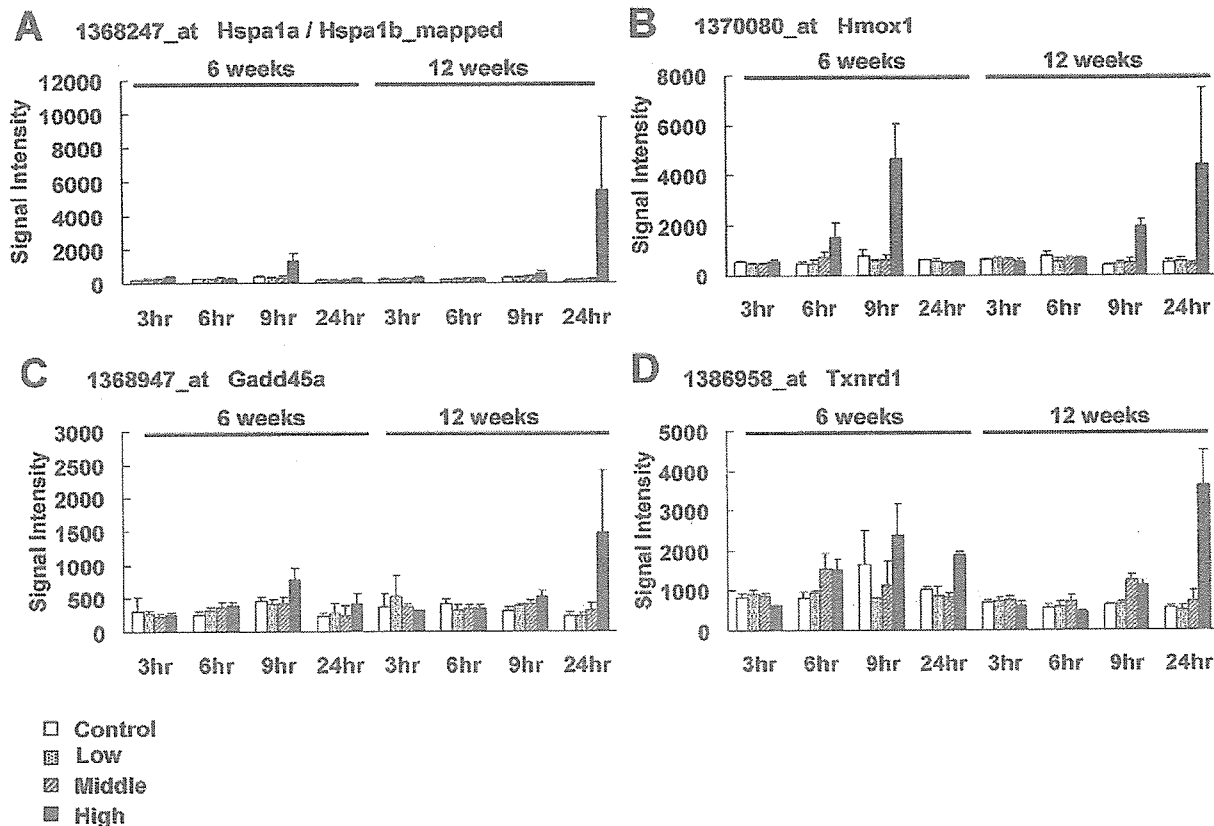 A 1368247_at Hspa1a / Hspa1b_mapped
6 weeks 12 weeks
12000
10000
8000
6000
4000
2000
0
Signal Intensity
3hr 6hr 9hr 24hr 3hr 6hr 9hr 24hr
B 1370080_at Hmox1
6 weeks 12 weeks
8000
6000
4000
2000
0
Signal Intensity
3hr 6hr 9hr 24hr 3hr 6hr 9hr 24hr
C 1368947_at Gadd45a
6 weeks 12 weeks
3000
2500
2000
1500
1000
500
0
Signal Intensity
3hr 6hr 9hr 24hr 3hr 6hr 9hr 24hr
D 1386958_at Txnrd1
6 weeks 12 weeks
5000
4000
3000
2000
1000
0
Signal Intensity
3hr 6hr 9hr 24hr 3hr 6hr 9hr 24hr
Control
Low
Middle
High